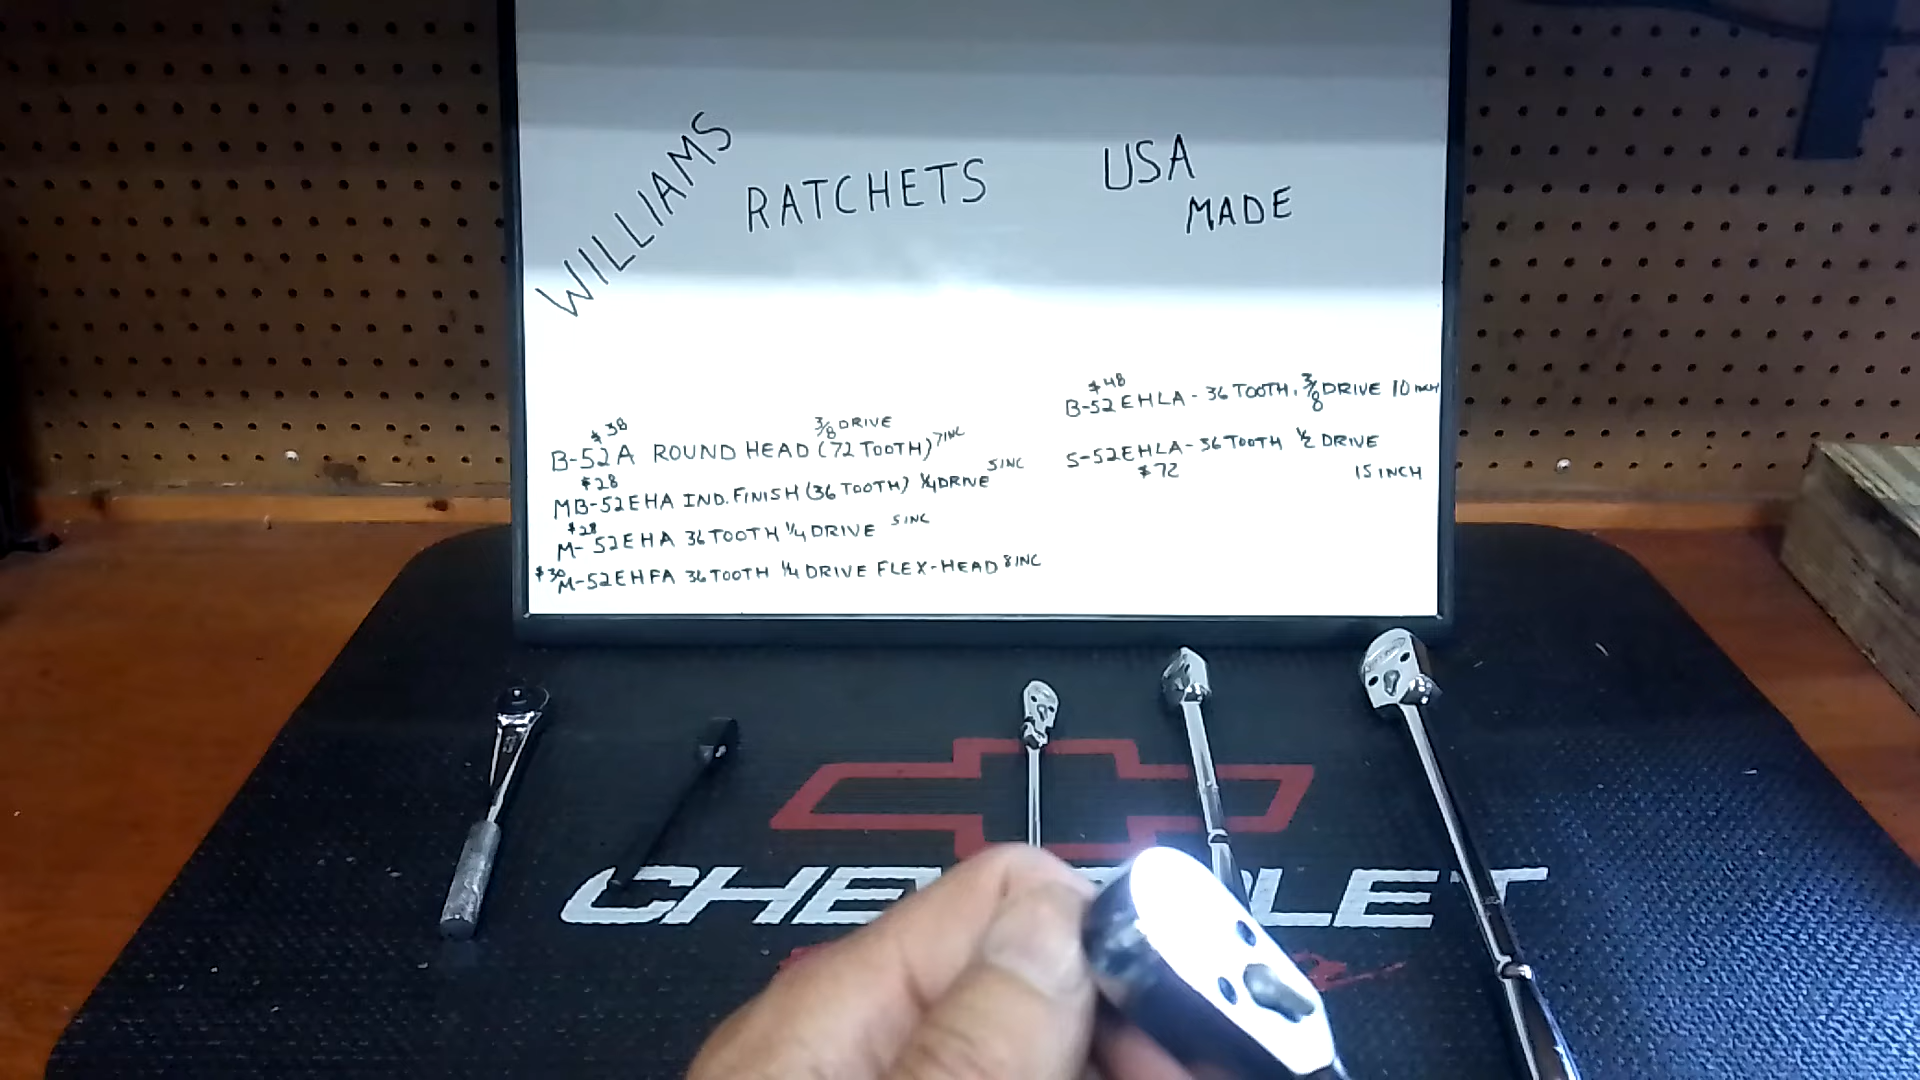 WILLIAMS RATCHETS USA MADE
$38 3/8 DRIVE
B-52A ROUND HEAD (72 TOOTH) 7INC
$28
MB-52EHA IND. FINISH (36 TOOTH) 1/4 DRIVE 5INC
$28
M-52EHA 36 TOOTH 1/4 DRIVE 5INC
$30 M-52EHFA 36 TOOTH 1/4 DRIVE FLEX-HEAD 8INC
$48
B-52EHLA-36 TOOTH, 3/8 DRIVE 10 INCH
S-52EHLA-36 TOOTH 1/2 DRIVE
$72 15 INCH